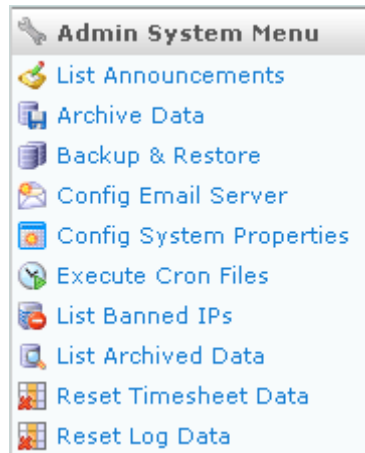 Admin System Menu
List Announcements
Archive Data
Backup & Restore
Config Email Server
Config System Properties
Execute Cron Files
List Banned IPs
List Archived Data
Reset Timesheet Data
Reset Log Data